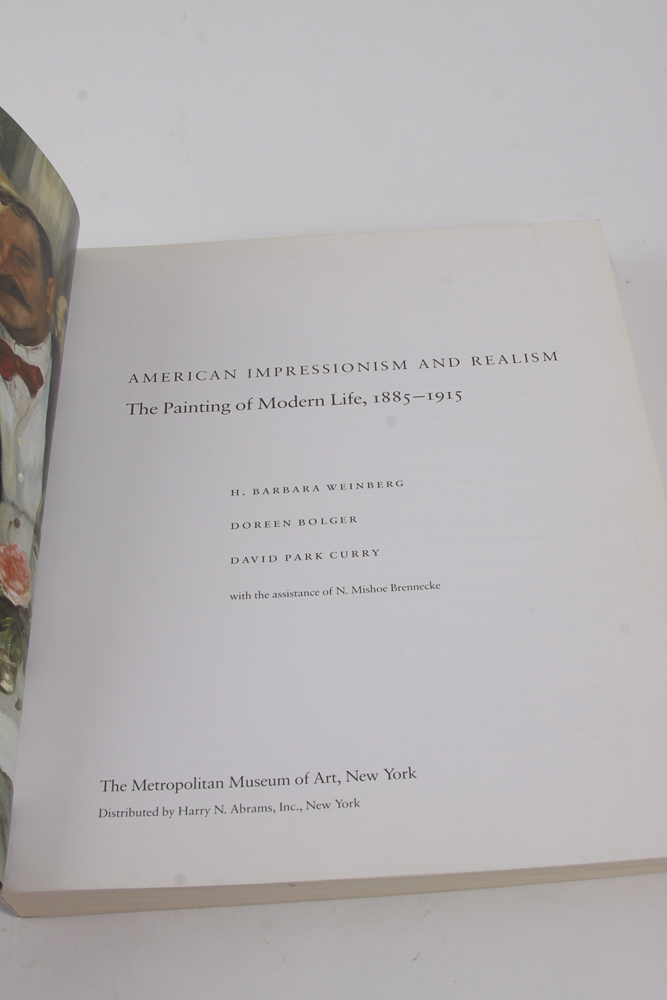 AMERICAN IMPRESSIONISM AND REALISM
The Painting of Modern Life, 1885–1915
H. BARBARA WEINBERG
DOREEN BOLGER
DAVID PARK CURRY
with the assistance of N. Mishoe Brennecke
The Metropolitan Museum of Art, New York
Distributed by Harry N. Abrams, Inc., New York